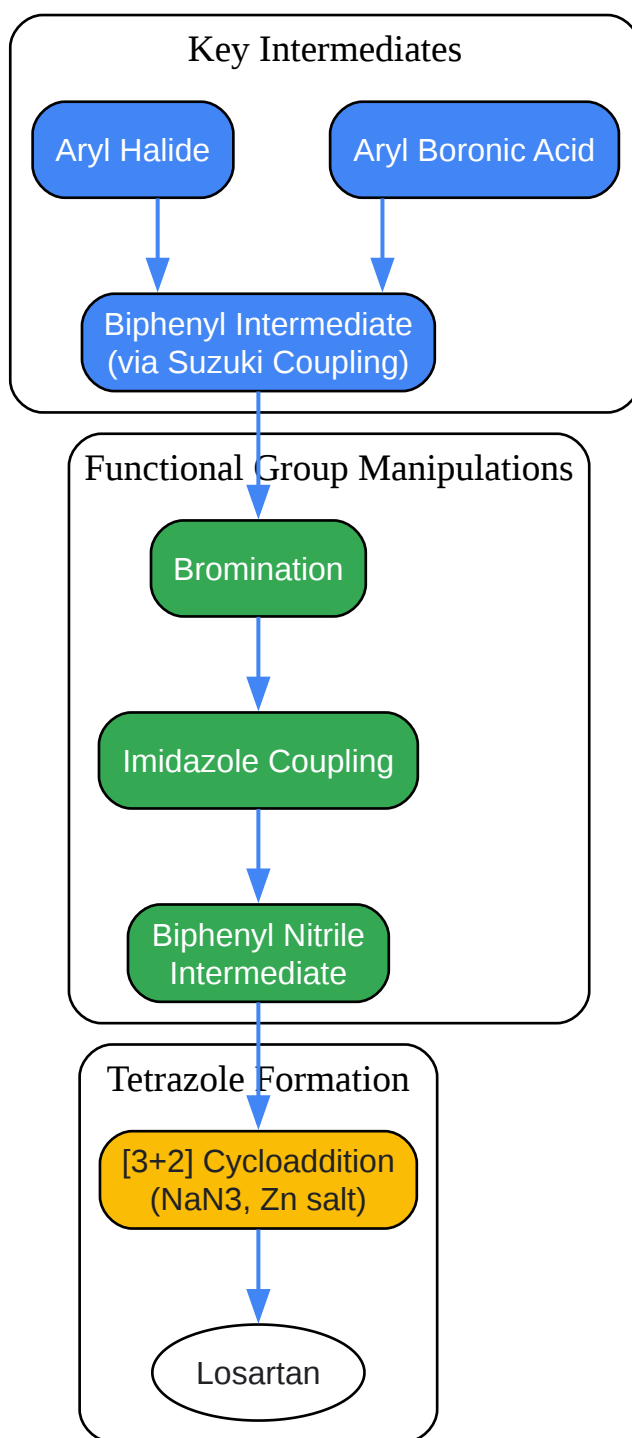 Key Intermediates
Aryl Halide
Aryl Boronic Acid
Biphenyl Intermediate
(via Suzuki Coupling)
Functional Group Manipulations
Bromination
Imidazole Coupling
Biphenyl Nitrile
Intermediate
Tetrazole Formation
[3+2] Cycloaddition
(NaN3, Zn salt)
Losartan